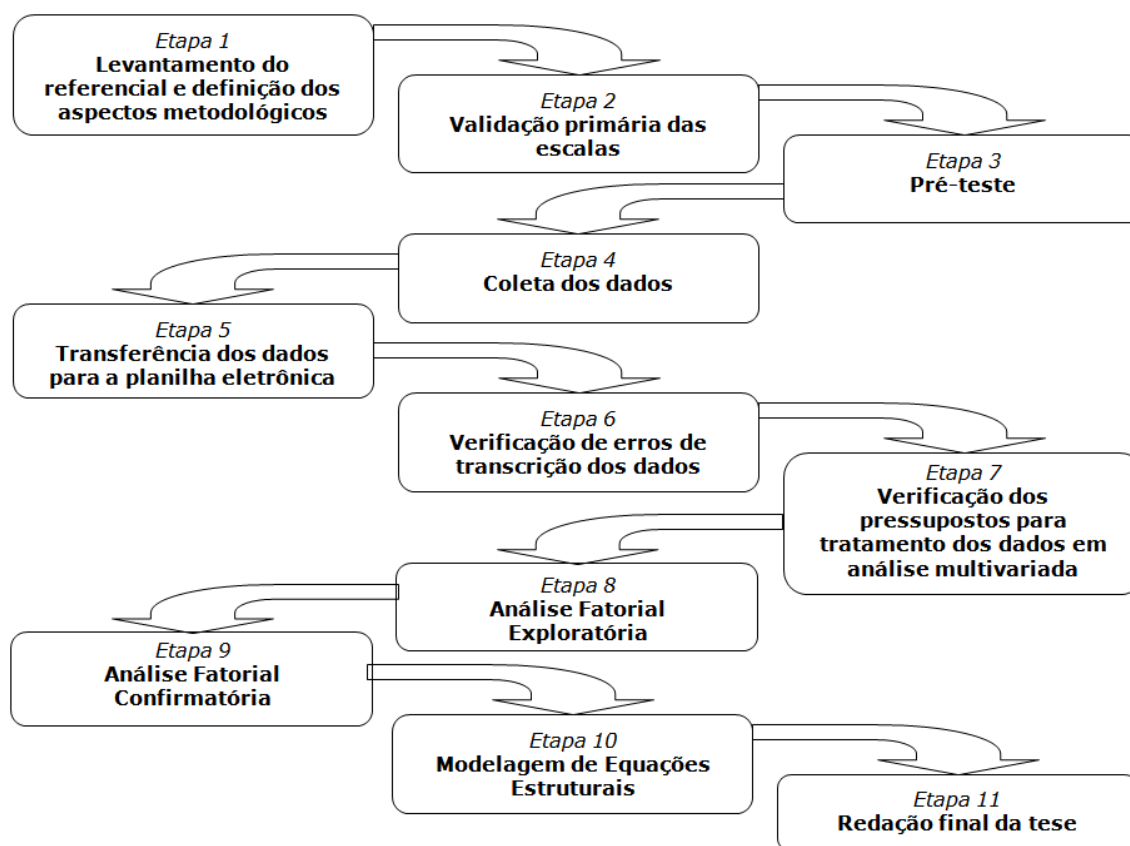 Etapa 1
Levantamento do
referencial e definição dos
aspectos metodológicos
Etapa 2
Validação primária das
escalas
Etapa 3
Pré-teste
Etapa 4
Coleta dos dados
Etapa 5
Transferência dos dados
para a planilha eletrônica
Etapa 6
Verificação de erros de
transcrição dos dados
Etapa 7
Verificação dos
pressupostos para
tratamento dos dados em
análise multivariada
Etapa 8
Análise Fatorial
Exploratória
Etapa 9
Análise Fatorial
Confirmatória
Etapa 10
Modelagem de Equações
Estruturais
Etapa 11
Redação final da tese